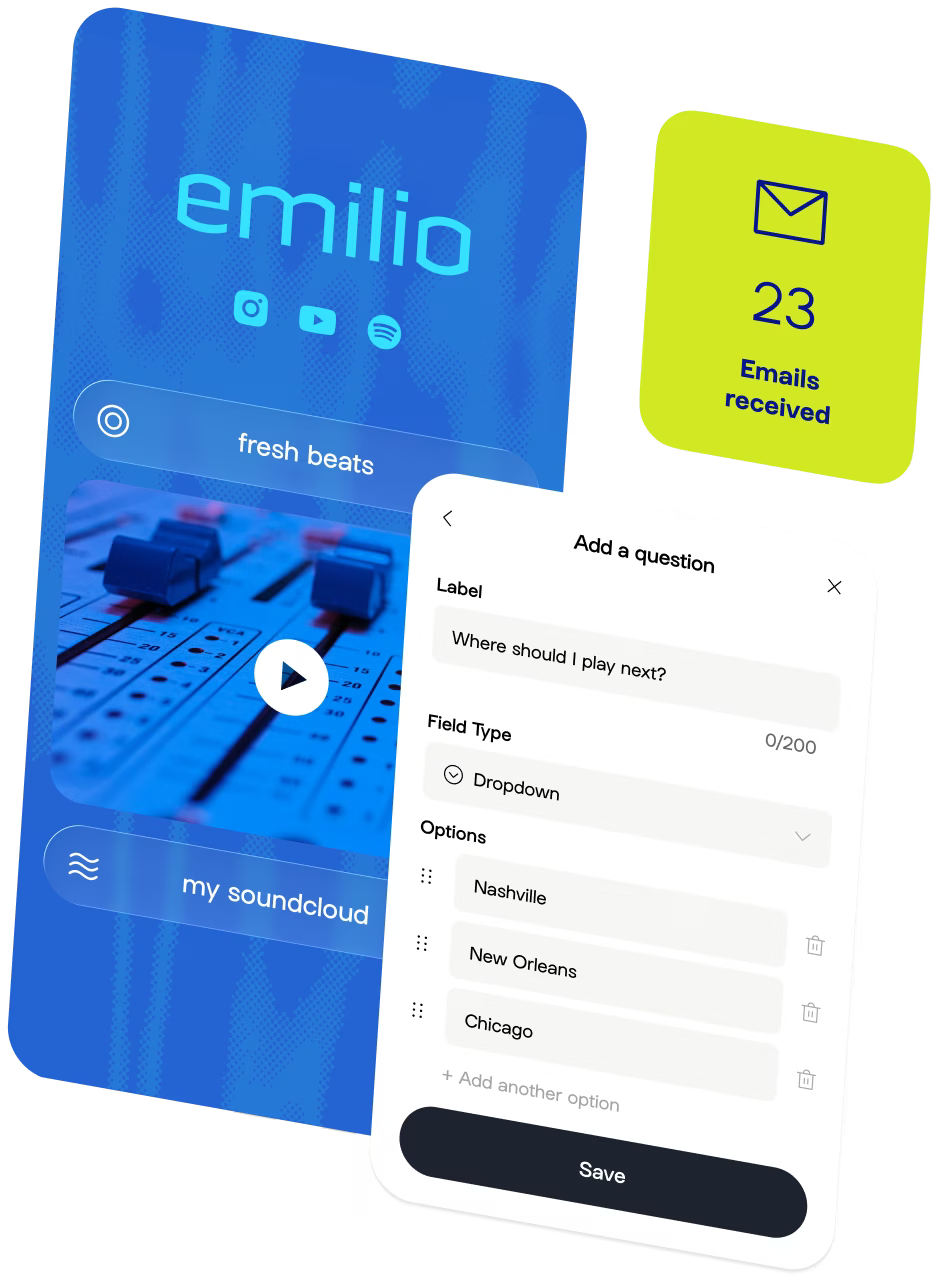 emilio
fresh beats
VCA
my soundcloud
23
Emails
received
Add a question
Label
Where should I play next?
0/200
Field Type
Dropdown
Options
Nashville
New Orleans
Chicago
+ Add another option
Save